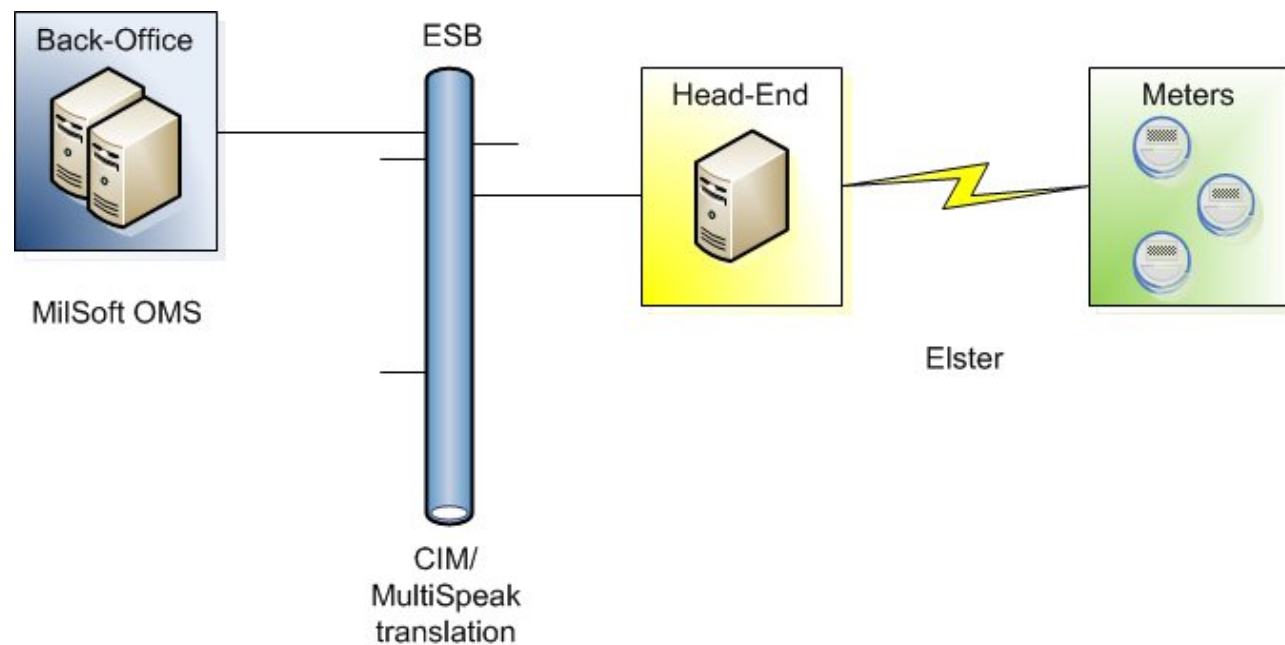 Back-Office
ESB
Head-End
Meters
MilSoft OMS
Elster
CIM/
MultiSpeak
translation